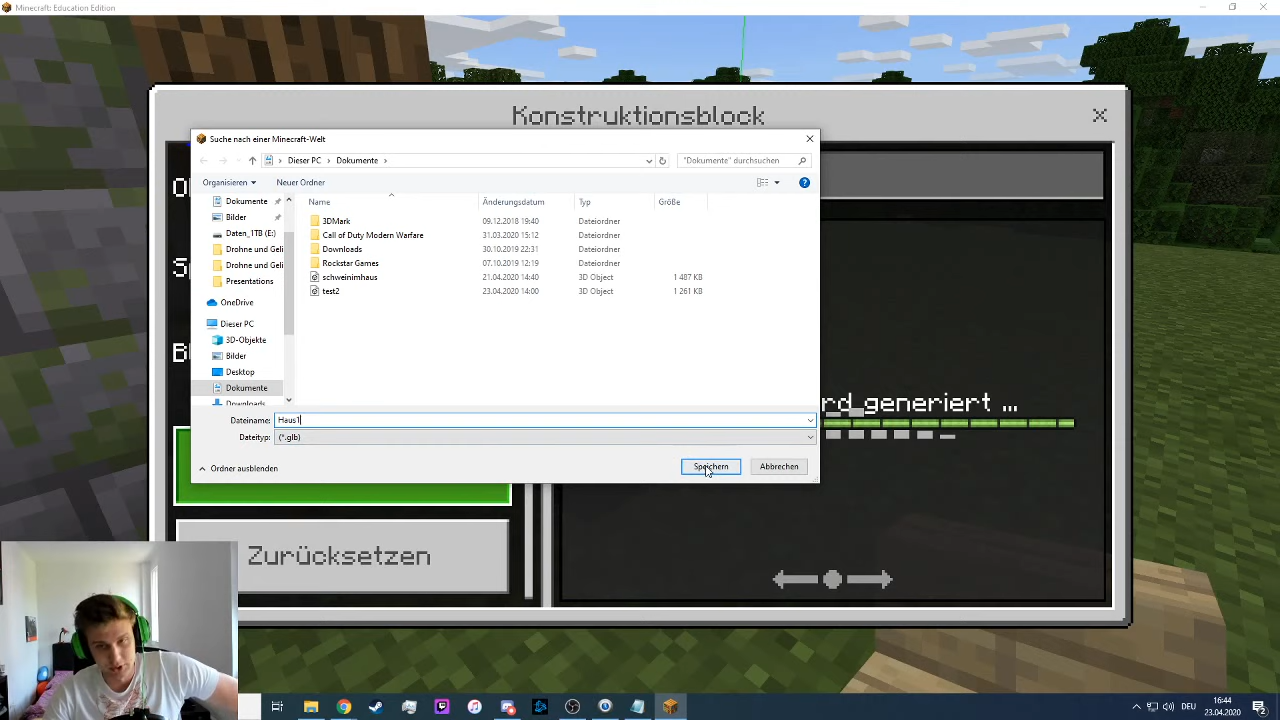 Minecraft: Education Edition
Konstruktionsblock
Suche nach einer Minecraft-Welt
Dieser PC
Dokumente
"Dokumente" durchsuchen
Organisieren
Neuer Ordner
Name
Änderungsdatum
Typ
Größe
Dokumente
Bilder
Daten_1TB (E:)
Drohne und Geli
Drohne und Geli
Presentations
OneDrive
Dieser PC
3D-Objekte
Bilder
Desktop
Dokumente
Downloads
3DMark 09.12.2018 19:40 Dateiordner
Call of Duty Modern Warfare 31.03.2020 15:12 Dateiordner
Downloads 30.10.2019 22:31 Dateiordner
Rockstar Games 07.10.2019 12:19 Dateiordner
schweinimhaus 21.04.2020 14:40 3D Object 1 487 KB
test2 23.04.2020 14:00 3D Object 1 261 KB
rd generiert ...
Dateiname: Haus1
Dateityp: (*.glb)
Ordner ausblenden
Speichern
Abbrechen
Zurücksetzen
DEU
16:44
23.04.2020